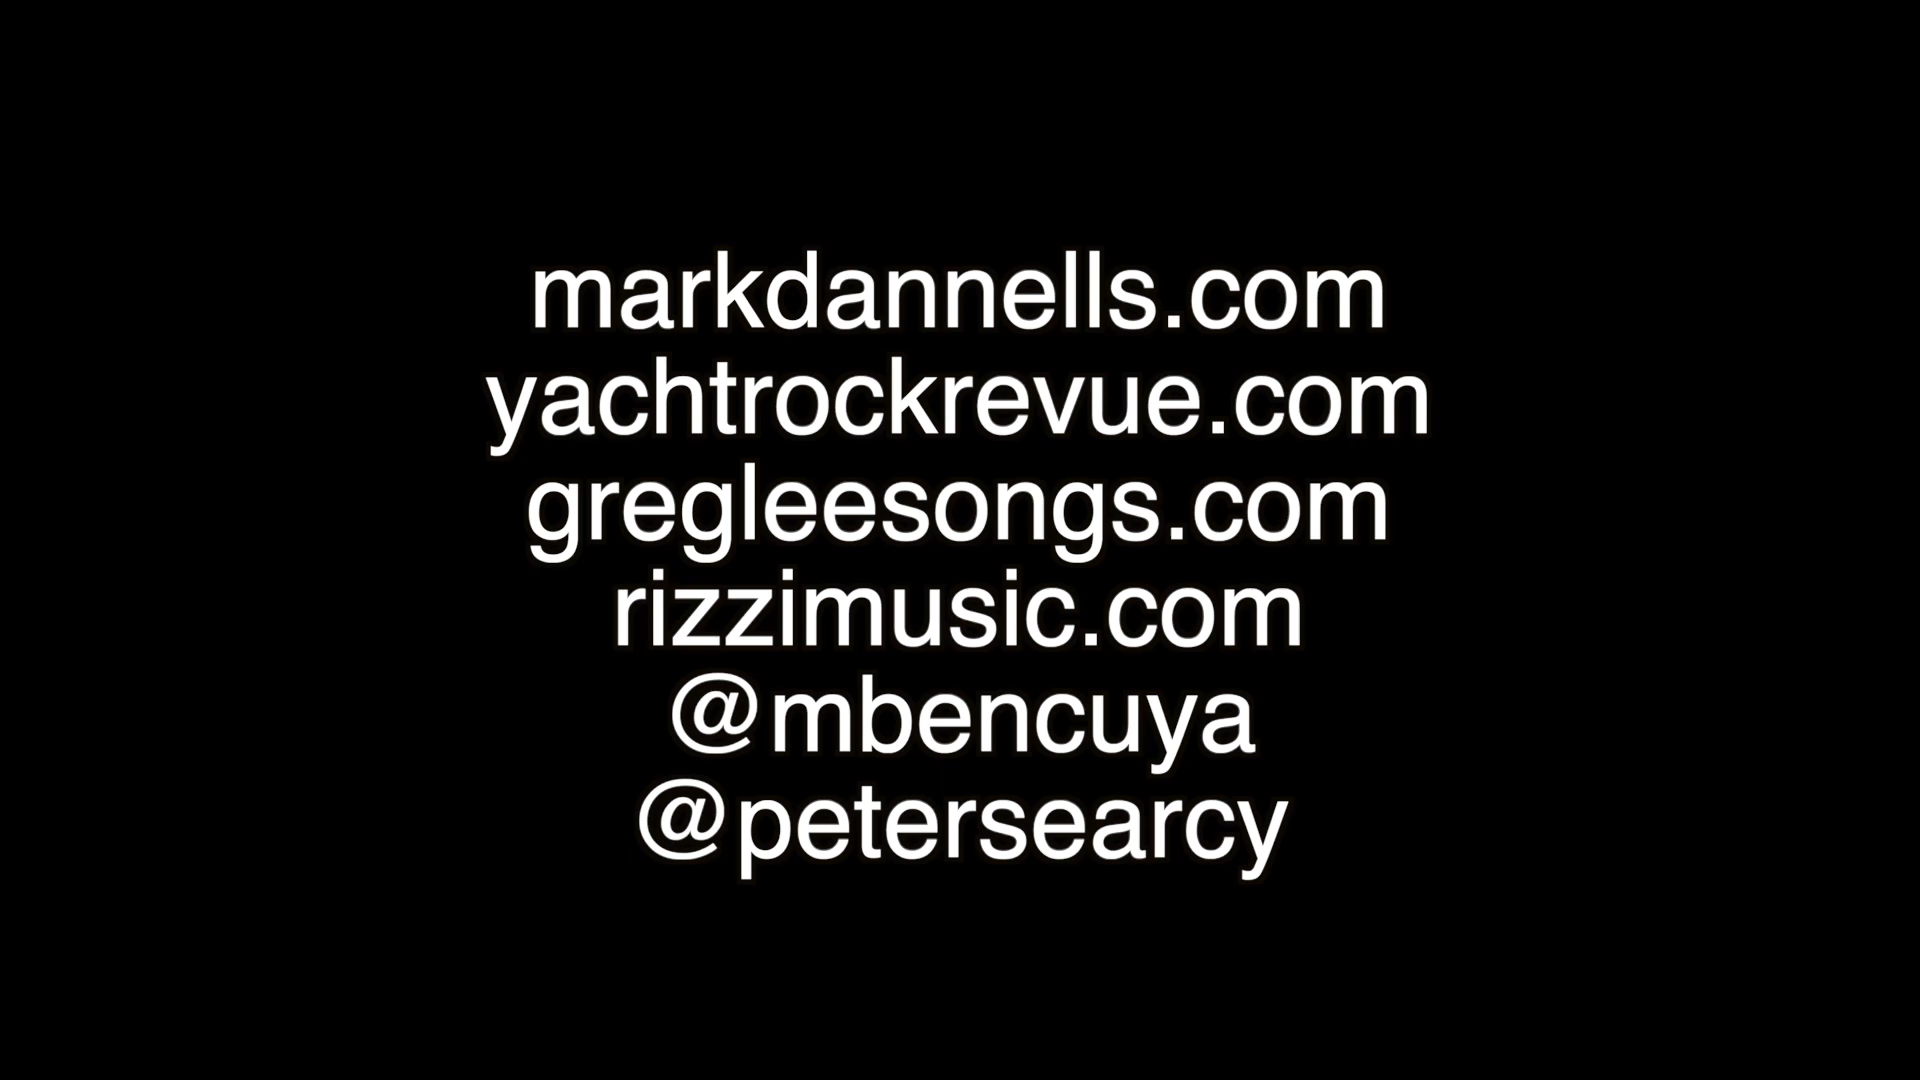 markdannells.com
yachtrockrevue.com
gregleesongs.com
rizzimusic.com
@mbencuya
@petersearcy